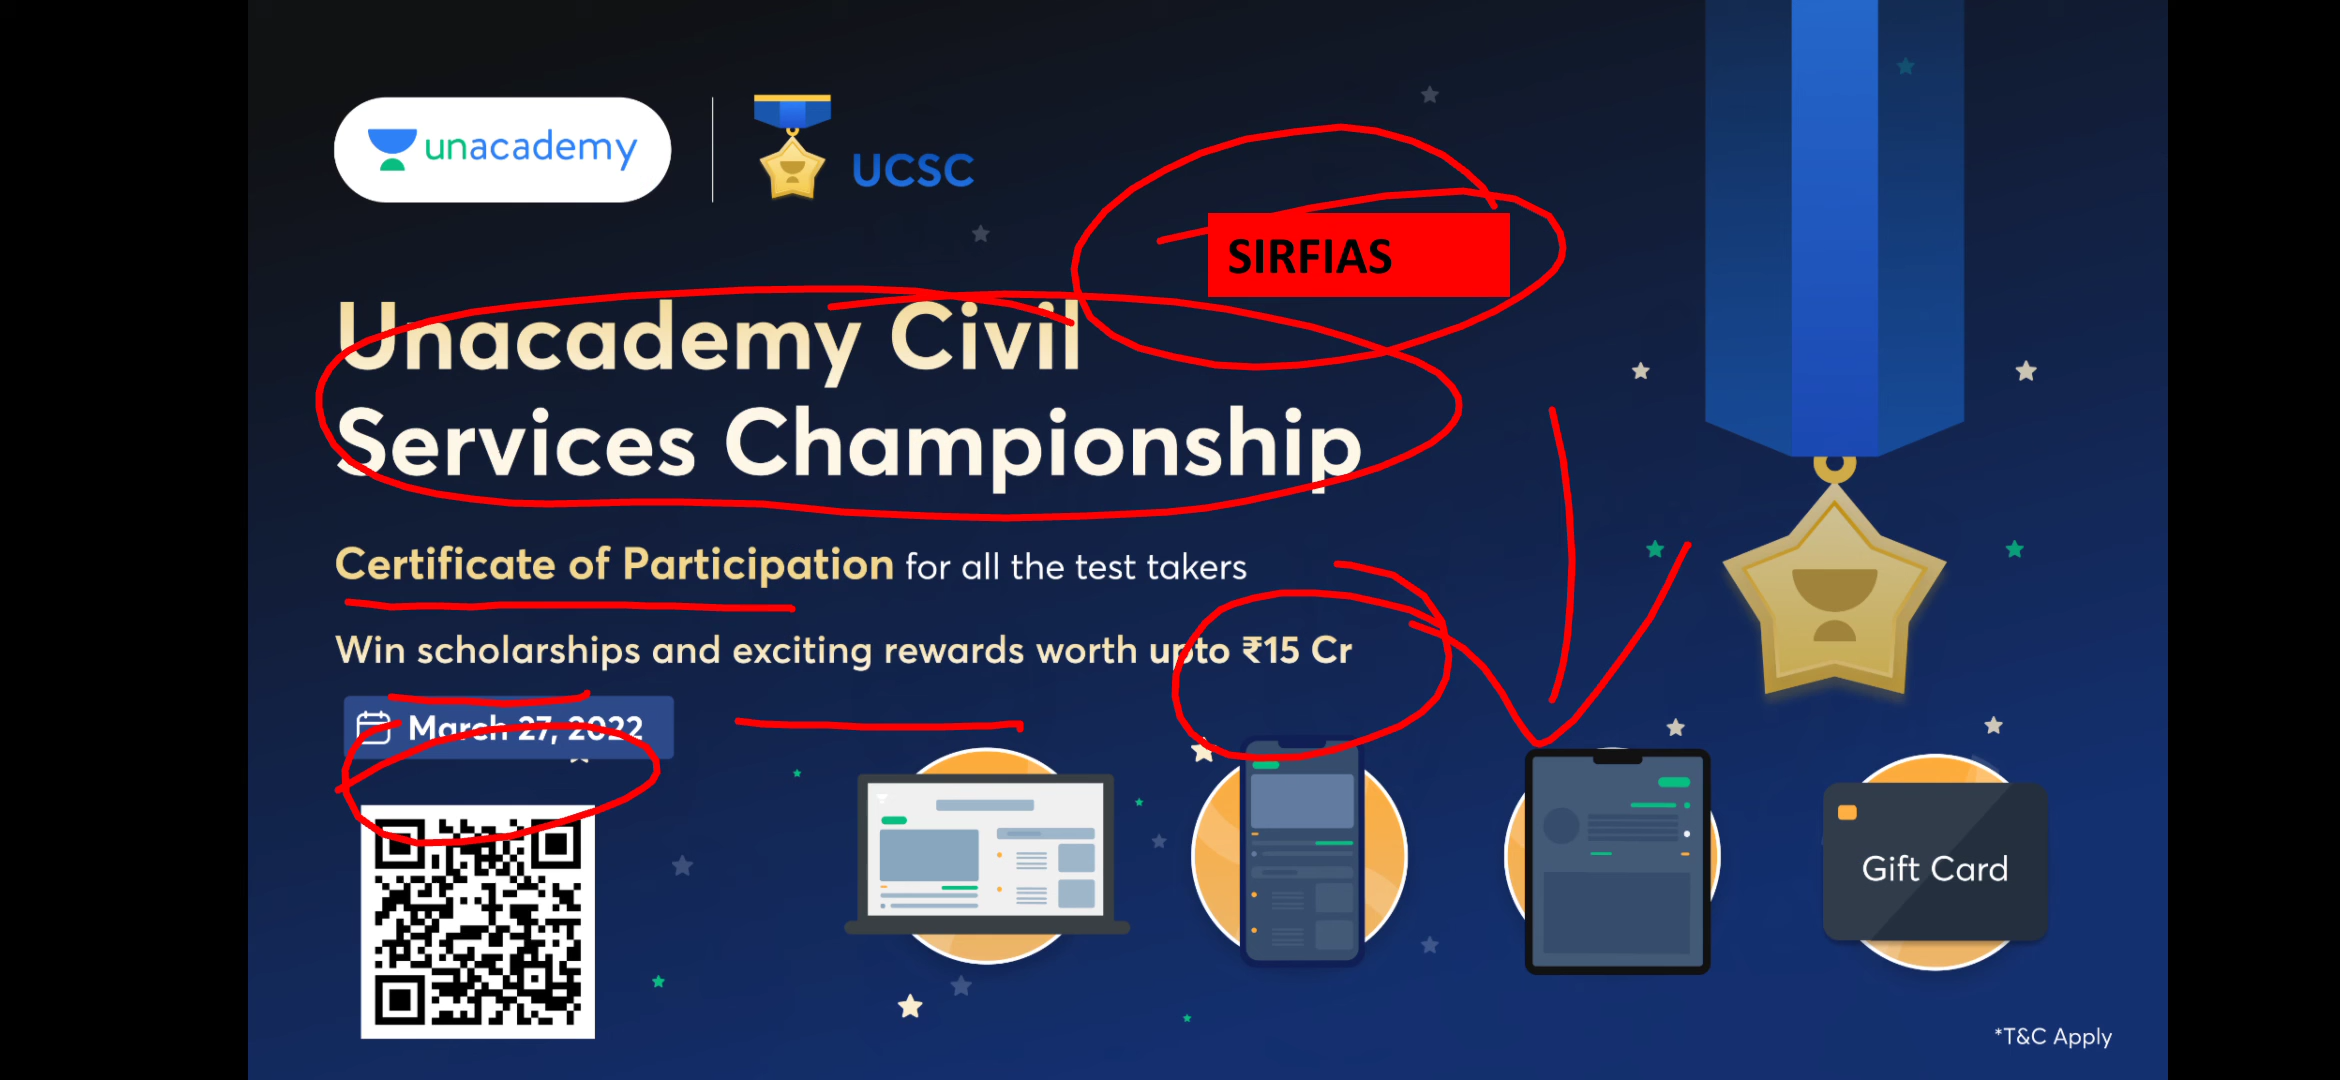 unacademy
UCSC
SIRFIAS
Unacademy Civil
Services Championship
Certificate of Participation for all the test takers
Win scholarships and exciting rewards worth upto ₹15 Cr
March 27, 2022
Gift Card
*T&C Apply